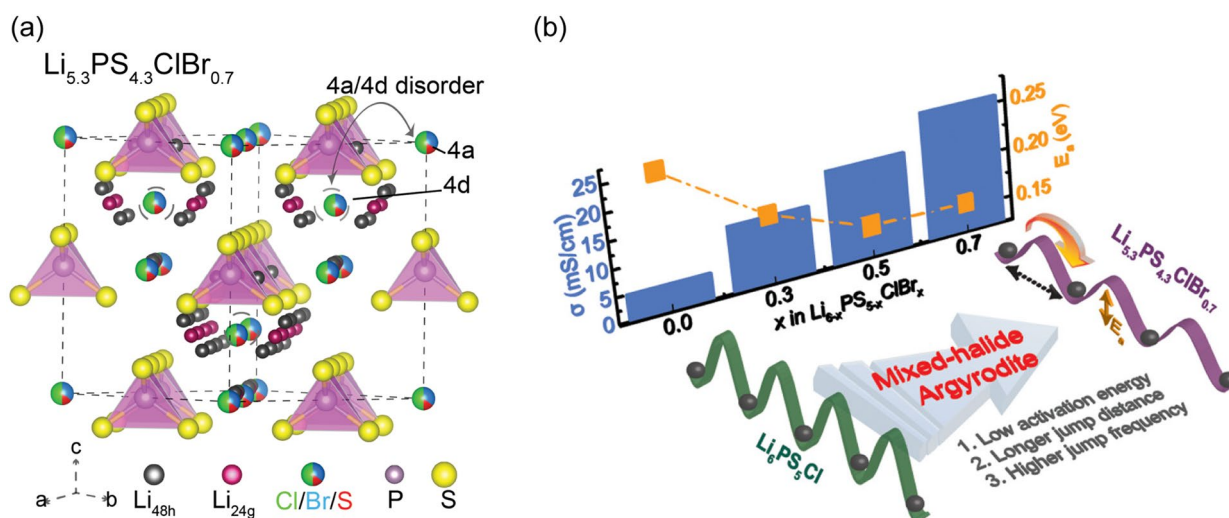 (a)
Li5.3PS4.3ClBr0.7
4a/4d disorder
4a
4d
c
a
b
Li48h
Li24g
Cl/Br/S
P
S
(b)
25
20
15
10
5
0
σ (mS/cm)
0.0
0.3
0.5
0.7
x in Li6-xPS5-xClBrx
0.25
0.20
0.15
Ea (eV)
Li5.3PS4.3ClBr0.7
Ea
Mixed-halide
Argyrodite
Li6PS5Cl
1. Low activation energy
2. Longer jump distance
3. Higher jump frequency